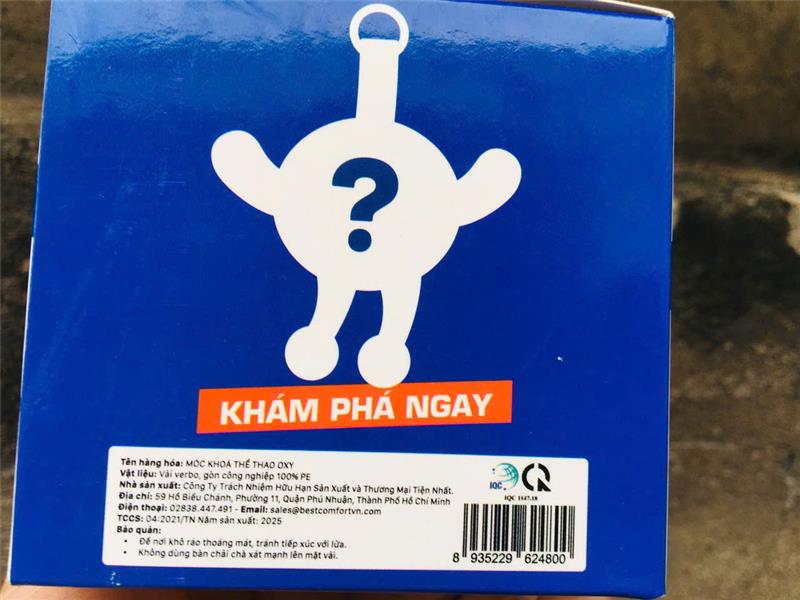 ?
KHÁM PHÁ NGAY
Tên hàng hóa: MÓC KHOÁ THỂ THAO OXY
Vật liệu: Vải verbo, gòn công nghiệp 100% PE
Nhà sản xuất: Công Ty Trách Nhiệm Hữu Hạn Sản Xuất và Thương Mại Tiện Nhất.
Địa chỉ: 59 Hồ Biểu Chánh, Phường 11, Quận Phú Nhuận, Thành Phố Hồ Chí Minh
Điện thoại: 02838.447.491 - Email: sales@bestcomfortvn.com
TCCS: 04:2021/TN Năm sản xuất: 2025
Bảo quản:
• Để nơi khô ráo thoáng mát, tránh tiếp xúc với lửa.
• Không dùng bàn chải chà xát mạnh lên mặt vải.
IQC
IQC 1147.18
8 935229 624800